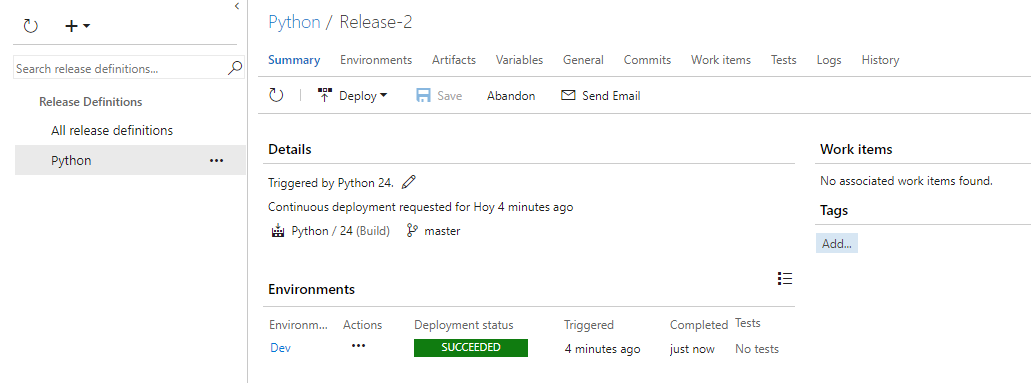 Search release definitions...
Release Definitions
All release definitions
Python
Python / Release-2
Summary Environments Artifacts Variables General Commits Work items Tests Logs History
Deploy Save Abandon Send Email
Details
Triggered by Python 24.
Continuous deployment requested for Hoy 4 minutes ago
Python / 24 (Build) master
Work items
No associated work items found.
Tags
Add...
Environments
Environm... Actions Deployment status Triggered Completed Tests
Dev SUCCEEDED 4 minutes ago just now No tests